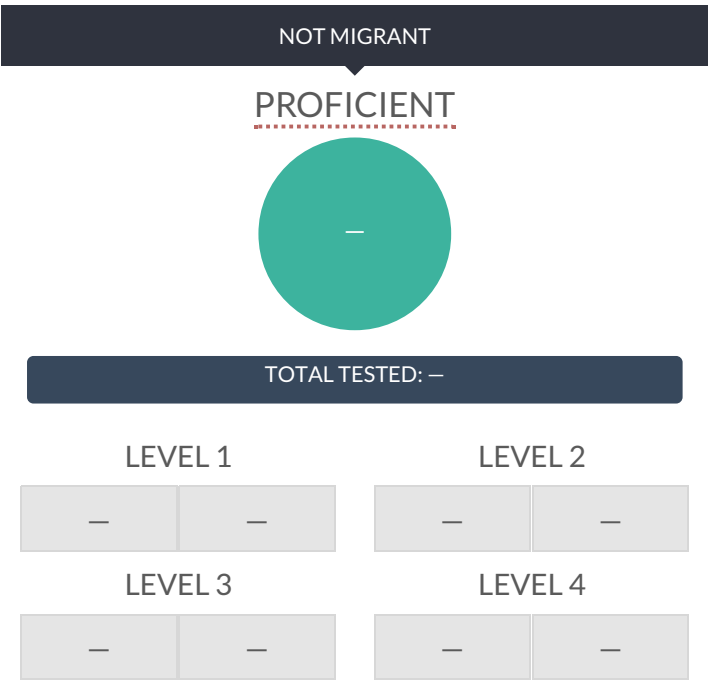 NOT MIGRANT
PROFICIENT
—
TOTAL TESTED: —
LEVEL 1 LEVEL 2
— — — —
LEVEL 3 LEVEL 4
— — — —